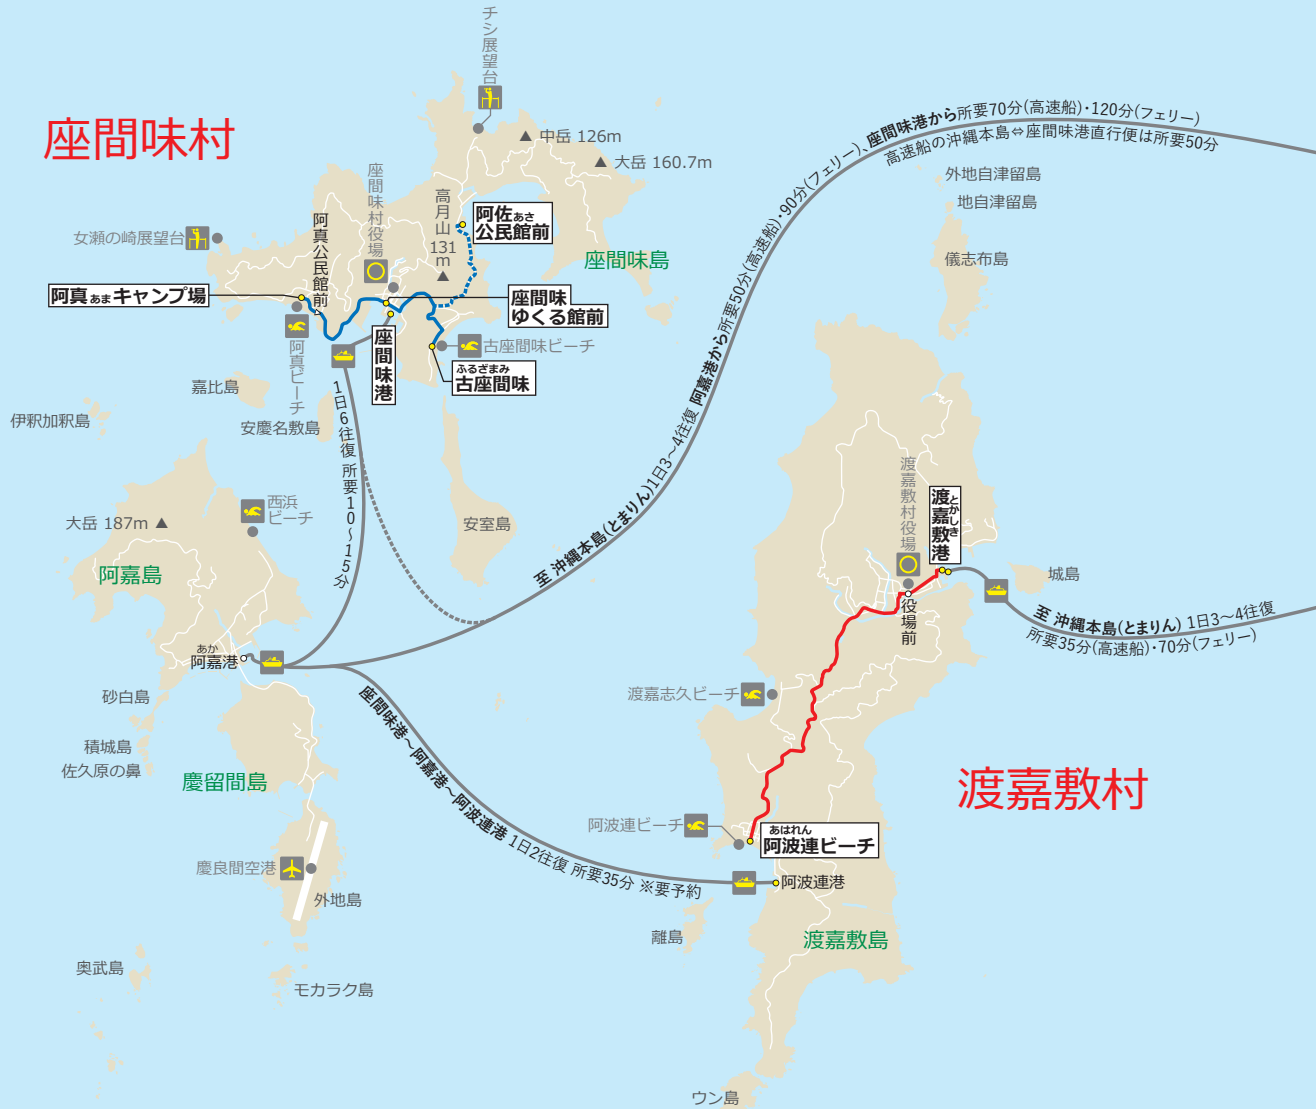 チシ展望台
座間味村
中岳 126m
大岳 160.7m
座間味村役場
高月山
131
m
阿佐あさ
公民館前
女瀬の崎展望台
阿真公民館前
座間味島
阿真あまキャンプ場
座間味
ゆくる館前
座間味港
阿真ビーチ
古座間味ビーチ
ふるざまみ
古座間味
嘉比島
伊釈加釈島
安慶名敷島
1日6往復 所要10~15分
西浜
ビーチ
大岳 187m
安室島
阿嘉島
あか
阿嘉港
至 沖縄本島(とまりん)1日3~4往復 阿嘉港から所要50分(高速船)・90分(フェリー)、座間味港から所要70分(高速船)・120分(フェリー)
高速船の沖縄本島⇔座間味港直行便は所要50分
外地自津留島
地自津留島
儀志布島
渡嘉敷村役場
とかしき
渡嘉敷港
城島
役場前
至 沖縄本島(とまりん) 1日3~4往復
所要35分(高速船)・70分(フェリー)
砂白島
積城島
佐久原の鼻
慶留間島
渡嘉志久ビーチ
座間味港~阿嘉港~阿波連港 1日2往復 所要35分 ※要予約
渡嘉敷村
阿波連ビーチ
あはれん
阿波連ビーチ
慶良間空港
外地島
阿波連港
離島
渡嘉敷島
奥武島
モカラク島
ウン島